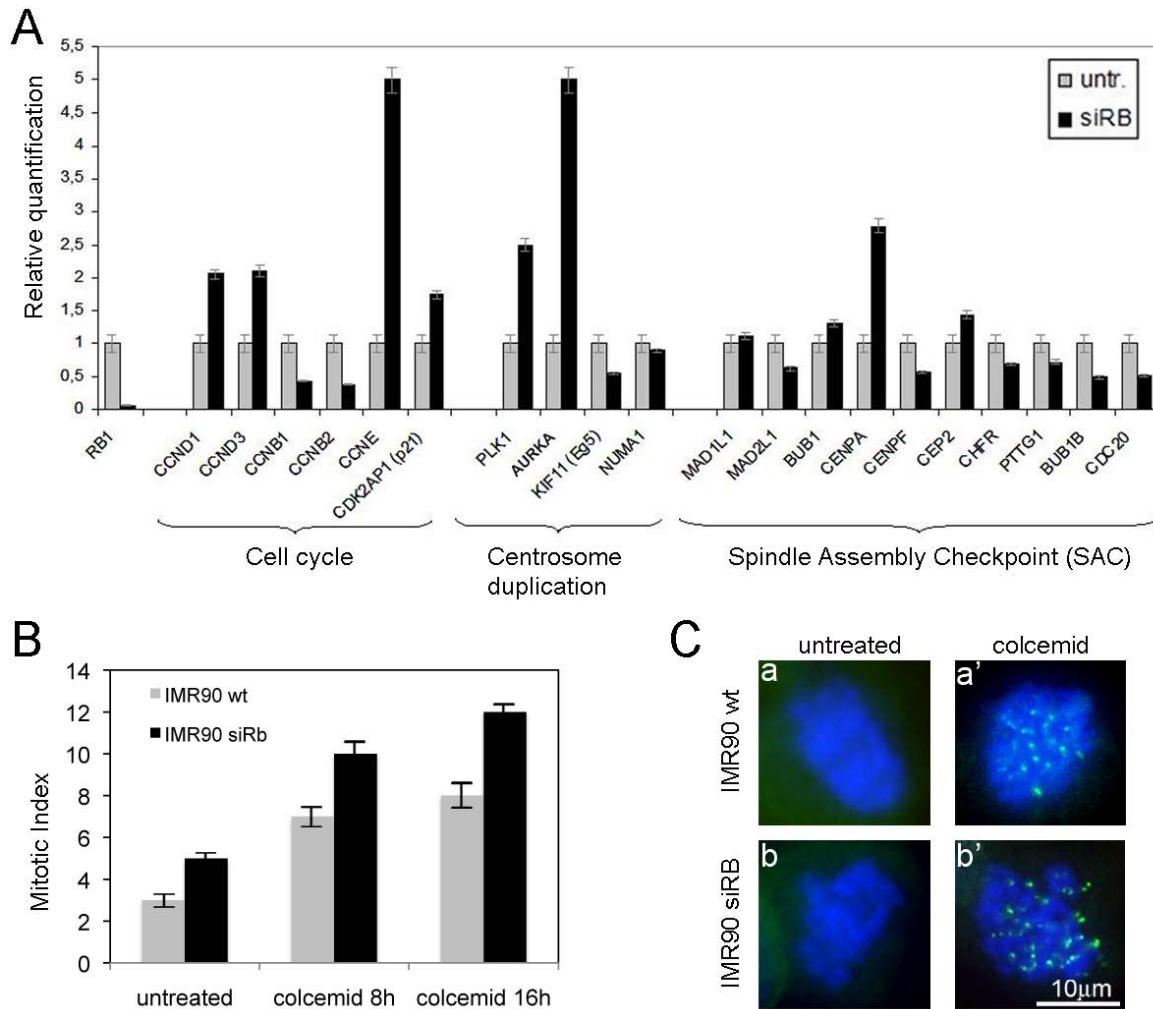 A
Relative quantification
5,5
5
4,5
4
3,5
3
2,5
2
1,5
1
0,5
0
untr.
siRB
RB1
CCND1
CCND3
CCNB1
CCNB2
CCNE
CDK2AP1 (p21)
PLK1
AURKA
KIF11 (Eg5)
NUMA1
MAD1L1
MAD2L1
BUB1
CENPA
CENPF
CEP2
CHFR
PTTG1
BUB1B
CDC20
Cell cycle
Centrosome
duplication
Spindle Assembly Checkpoint (SAC)
B
Mitotic Index
14
12
10
8
6
4
2
0
IMR90 wt
IMR90 siRb
untreated
colcemid 8h
colcemid 16h
C
untreated
colcemid
IMR90 wt
a
a'
IMR90 siRB
b
b'
10µm